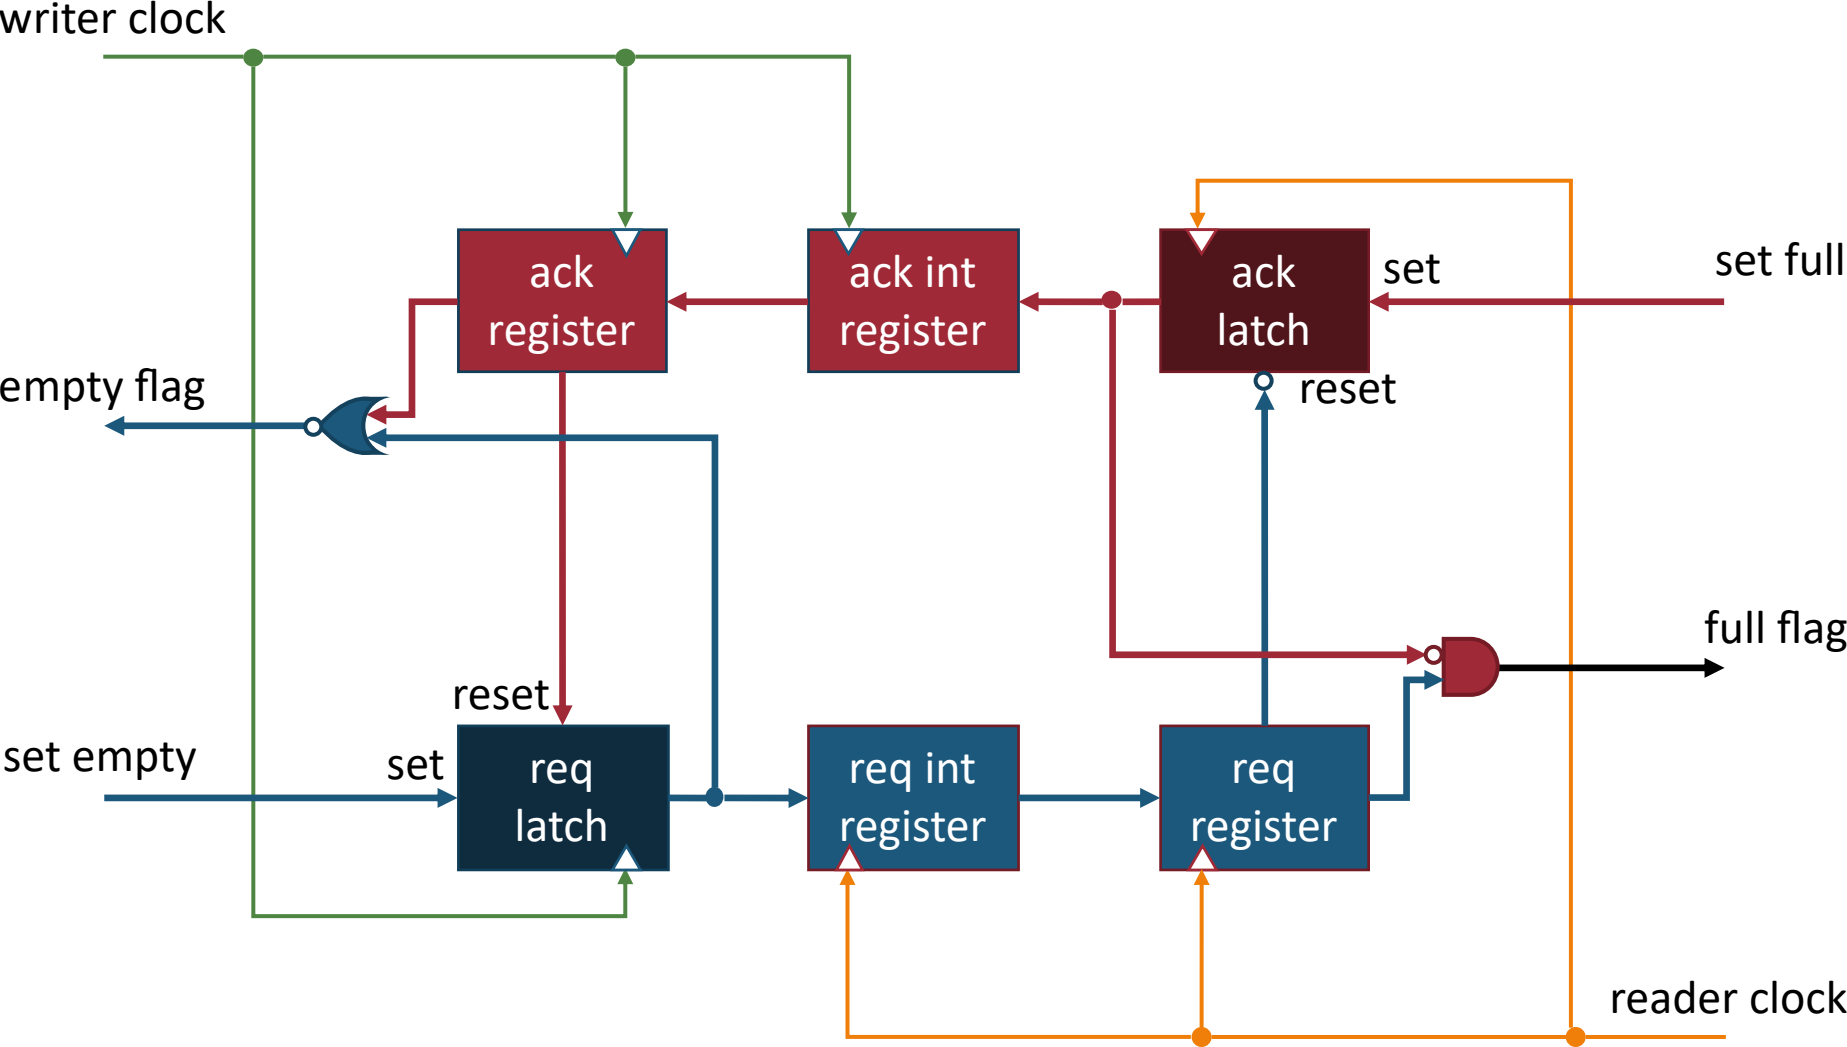 writer clock
ack
register
ack int
register
ack
latch
set
set full
reset
empty flag
full flag
reset
set empty
set
req
latch
req int
register
req
register
reader clock